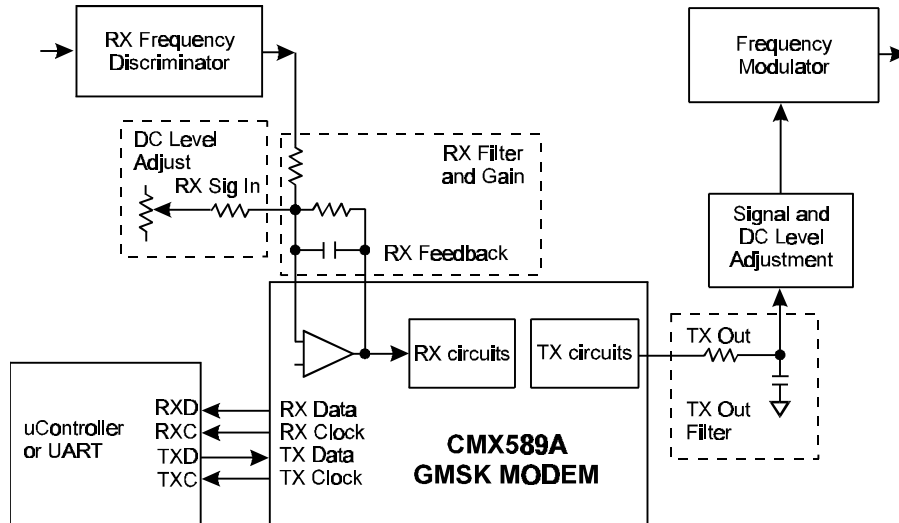 RX Frequency
Discriminator
Frequency
Modulator
DC Level
Adjust
RX Sig In
RX Filter
and Gain
RX Feedback
Signal and
DC Level
Adjustment
RX circuits
TX circuits
TX Out
TX Out
Filter
uController
or UART
RXD
RXC
TXD
TXC
RX Data
RX Clock
TX Data
TX Clock
CMX589A
GMSK MODEM